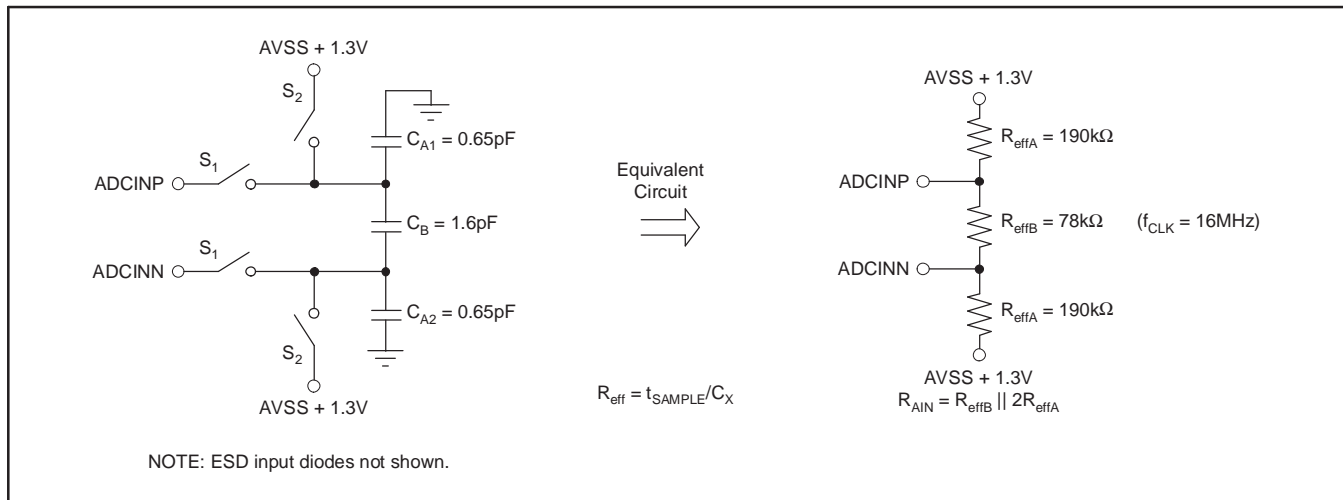 AVSS + 1.3V
S2
CA1 = 0.65pF
S1
ADCINP
CB = 1.6pF
S1
ADCINN
CA2 = 0.65pF
S2
AVSS + 1.3V
NOTE: ESD input diodes not shown.
Equivalent
Circuit
Reff = tSAMPLE/CX
AVSS + 1.3V
ReffA = 190kΩ
ADCINP
ReffB = 78kΩ (fCLK = 16MHz)
ADCINN
ReffA = 190kΩ
AVSS + 1.3V
RAIN = ReffB || 2ReffA